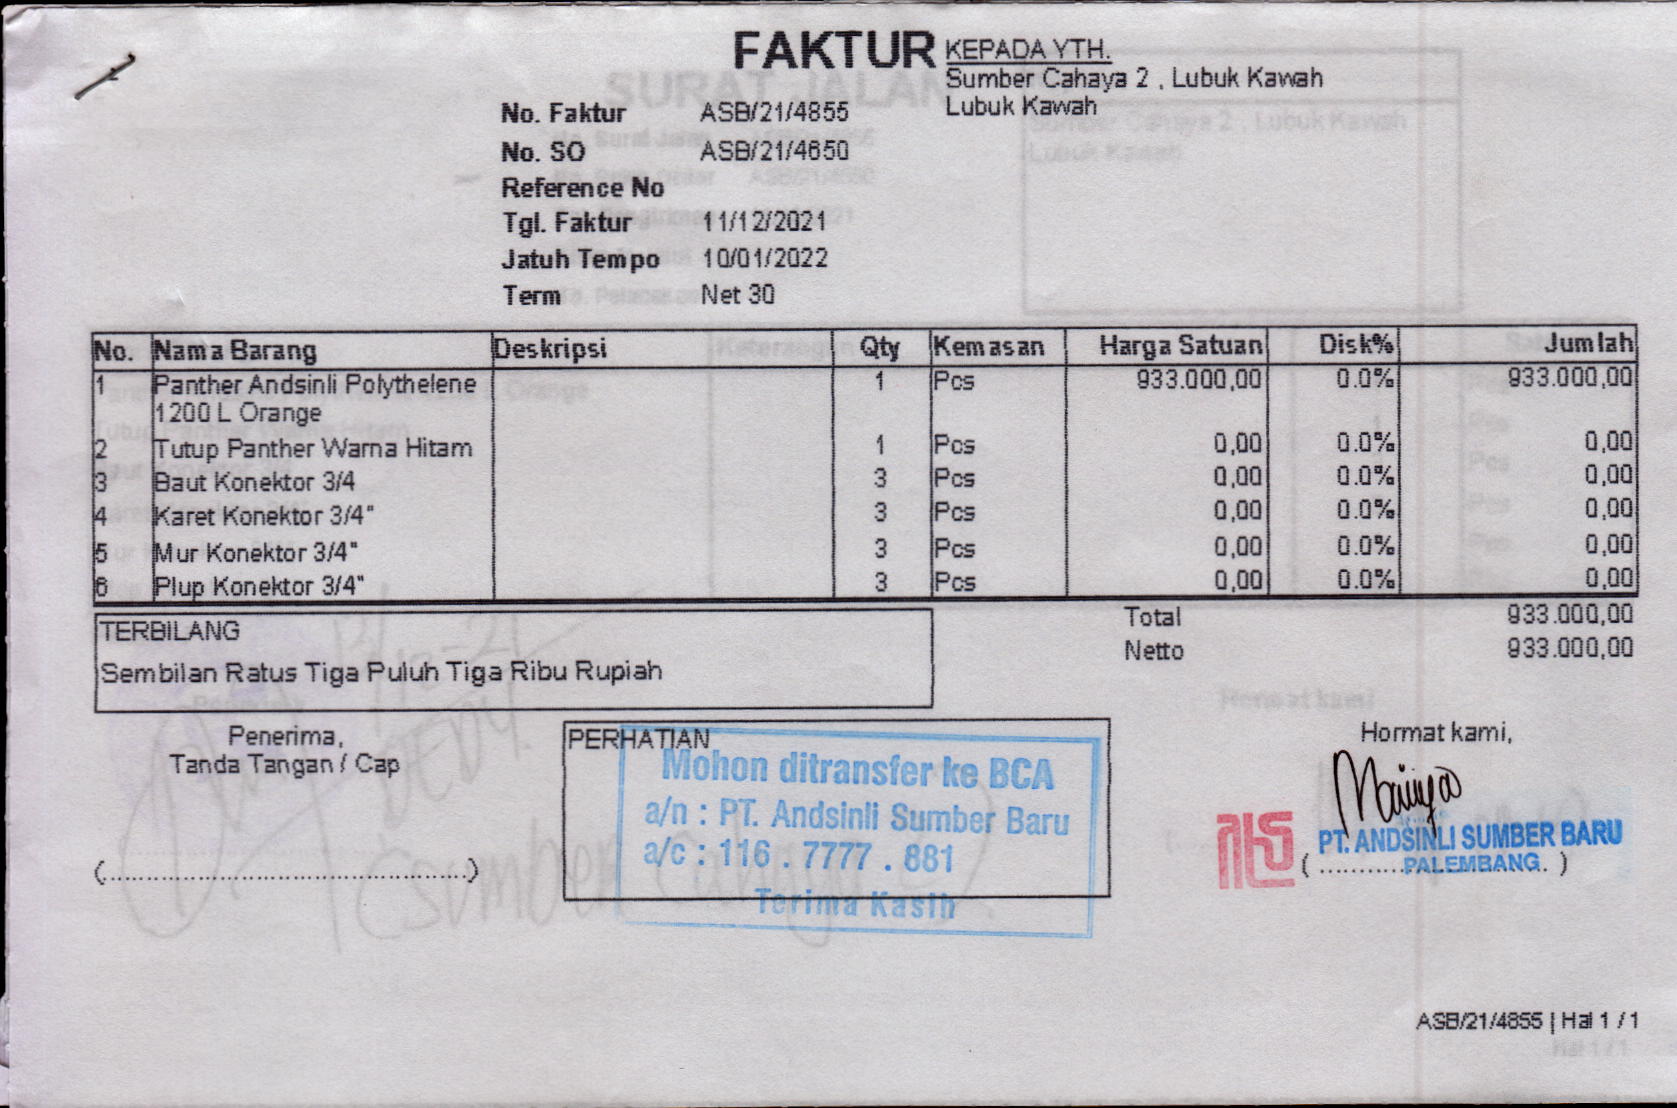 FAKTUR
KEPADA YTH.
Sumber Cahaya 2 , Lubuk Kawah
Lubuk Kawah
No. Faktur ASB/21/4855
No. SO ASB/21/4650
Reference No
Tgl. Faktur 11/12/2021
Jatuh Tempo 10/01/2022
Term Net 30
No. Nama Barang Deskripsi Qty Kemasan Harga Satuan Disk% Jumlah
1 Panther Andsinli Polythelene 1 Pcs 933.000,00 0.0% 933.000,00
1200 L Orange
2 Tutup Panther Warna Hitam 1 Pcs 0,00 0.0% 0,00
3 Baut Konektor 3/4 3 Pcs 0,00 0.0% 0,00
4 Karet Konektor 3/4" 3 Pcs 0,00 0.0% 0,00
5 Mur Konektor 3/4" 3 Pcs 0,00 0.0% 0,00
6 Plup Konektor 3/4" 3 Pcs 0,00 0.0% 0,00
Total 933.000,00
Netto 933.000,00
TERBILANG
Sembilan Ratus Tiga Puluh Tiga Ribu Rupiah
Penerima,
Tanda Tangan / Cap
(..........................................)
PERHATIAN
Mohon ditransfer ke BCA
a/n : PT. Andsinli Sumber Baru
a/c : 116 . 7777 . 881
Terima Kasih
Hormat kami,
PT. ANDSINLI SUMBER BARU
PALEMBANG.
DEDY
(Sumber Cahaya 2)
ASB/21/4855 | Hal 1 / 1